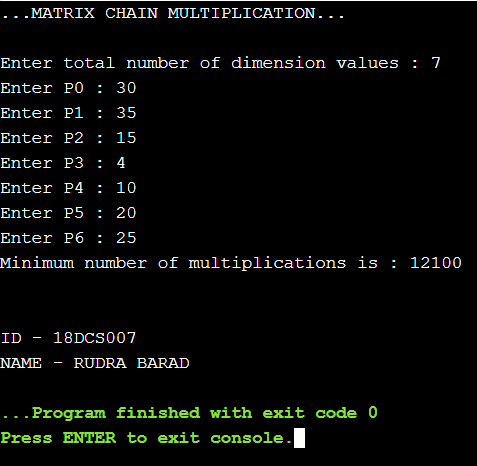 ...MATRIX CHAIN MULTIPLICATION...
Enter total number of dimension values : 7
Enter P0 : 30
Enter P1 : 35
Enter P2 : 15
Enter P3 : 4
Enter P4 : 10
Enter P5 : 20
Enter P6 : 25
Minimum number of multiplications is : 12100
ID - 18DCS007
NAME - RUDRA BARAD
...Program finished with exit code 0
Press ENTER to exit console.